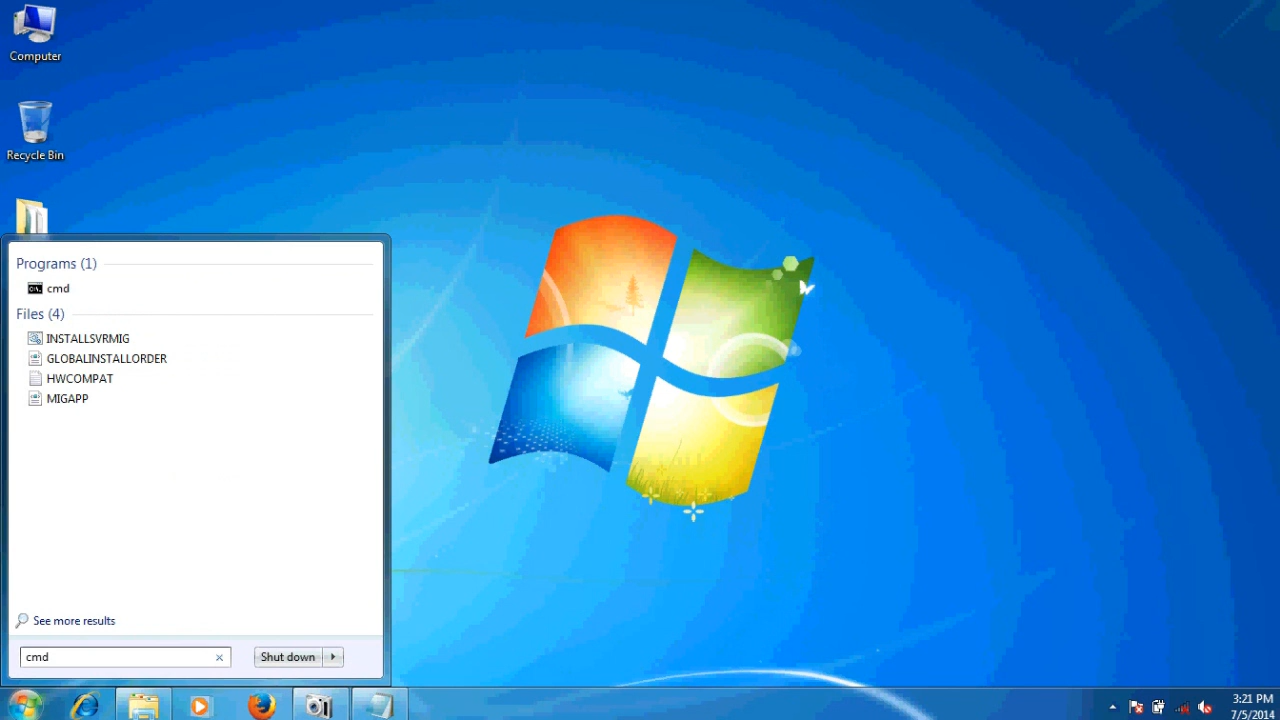 Computer
Recycle Bin
Programs (1)
cmd
Files (4)
INSTALLSVRMIG
GLOBALINSTALLORDER
HWCOMPAT
MIGAPP
See more results
cmd
Shut down
3:21 PM
7/5/2014